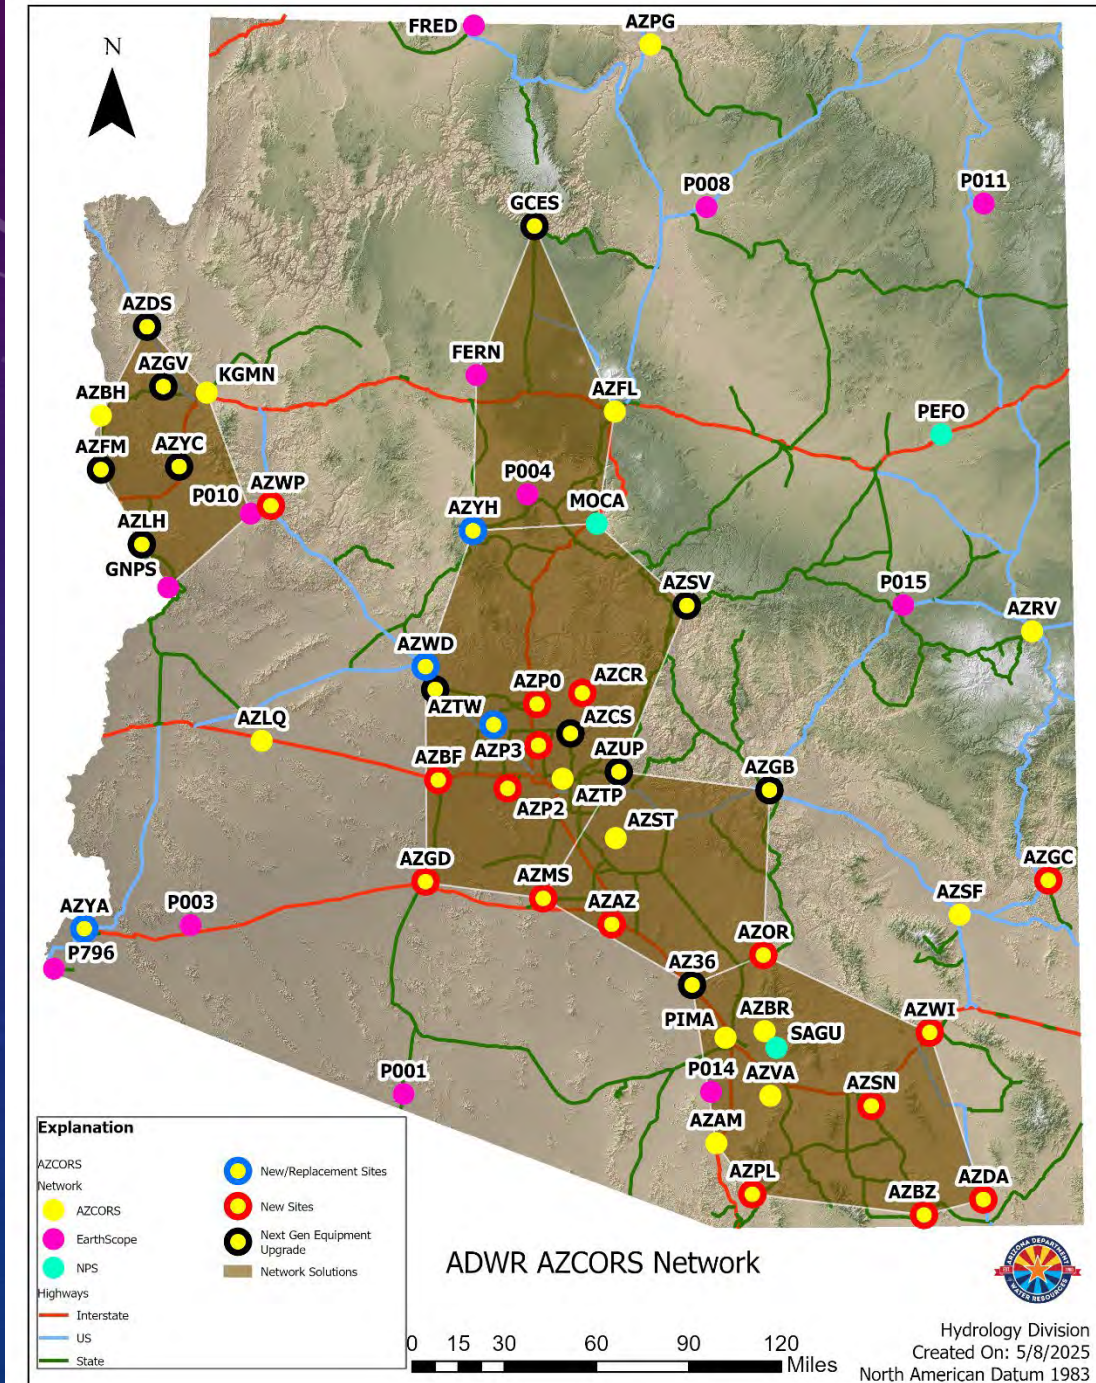 FRED
AZPG
N
P008
P011
GCES
AZDS
FERN
AZGV
KGMN
AZBH
AZFL
PEFO
AZFM
AZYC
P004
AZWP
P010
MOCA
AZYH
AZLH
GNPS
AZSV
P015
AZRV
AZWD
AZP0
AZCR
AZTW
AZCS
AZLQ
AZP3
AZUP
AZBF
AZGB
AZTP
AZP2
AZST
AZGD
AZMS
AZGC
AZSF
AZYA
P003
AZAZ
P796
AZOR
AZ36
AZBR
AZWI
PIMA
SAGU
P001
P014
AZVA
AZSN
AZAM
AZPL
AZBZ
AZDA
Explanation
AZCORS
Network
AZCORS
EarthScope
NPS
Highways
Interstate
US
State
New/Replacement Sites
New Sites
Next Gen Equipment
Upgrade
Network Solutions
ADWR AZCORS Network
ARIZONA DEPARTMENT
WATER RESOURCES
0 15 30 60 90 120
Miles
Hydrology Division
Created On: 5/8/2025
North American Datum 1983